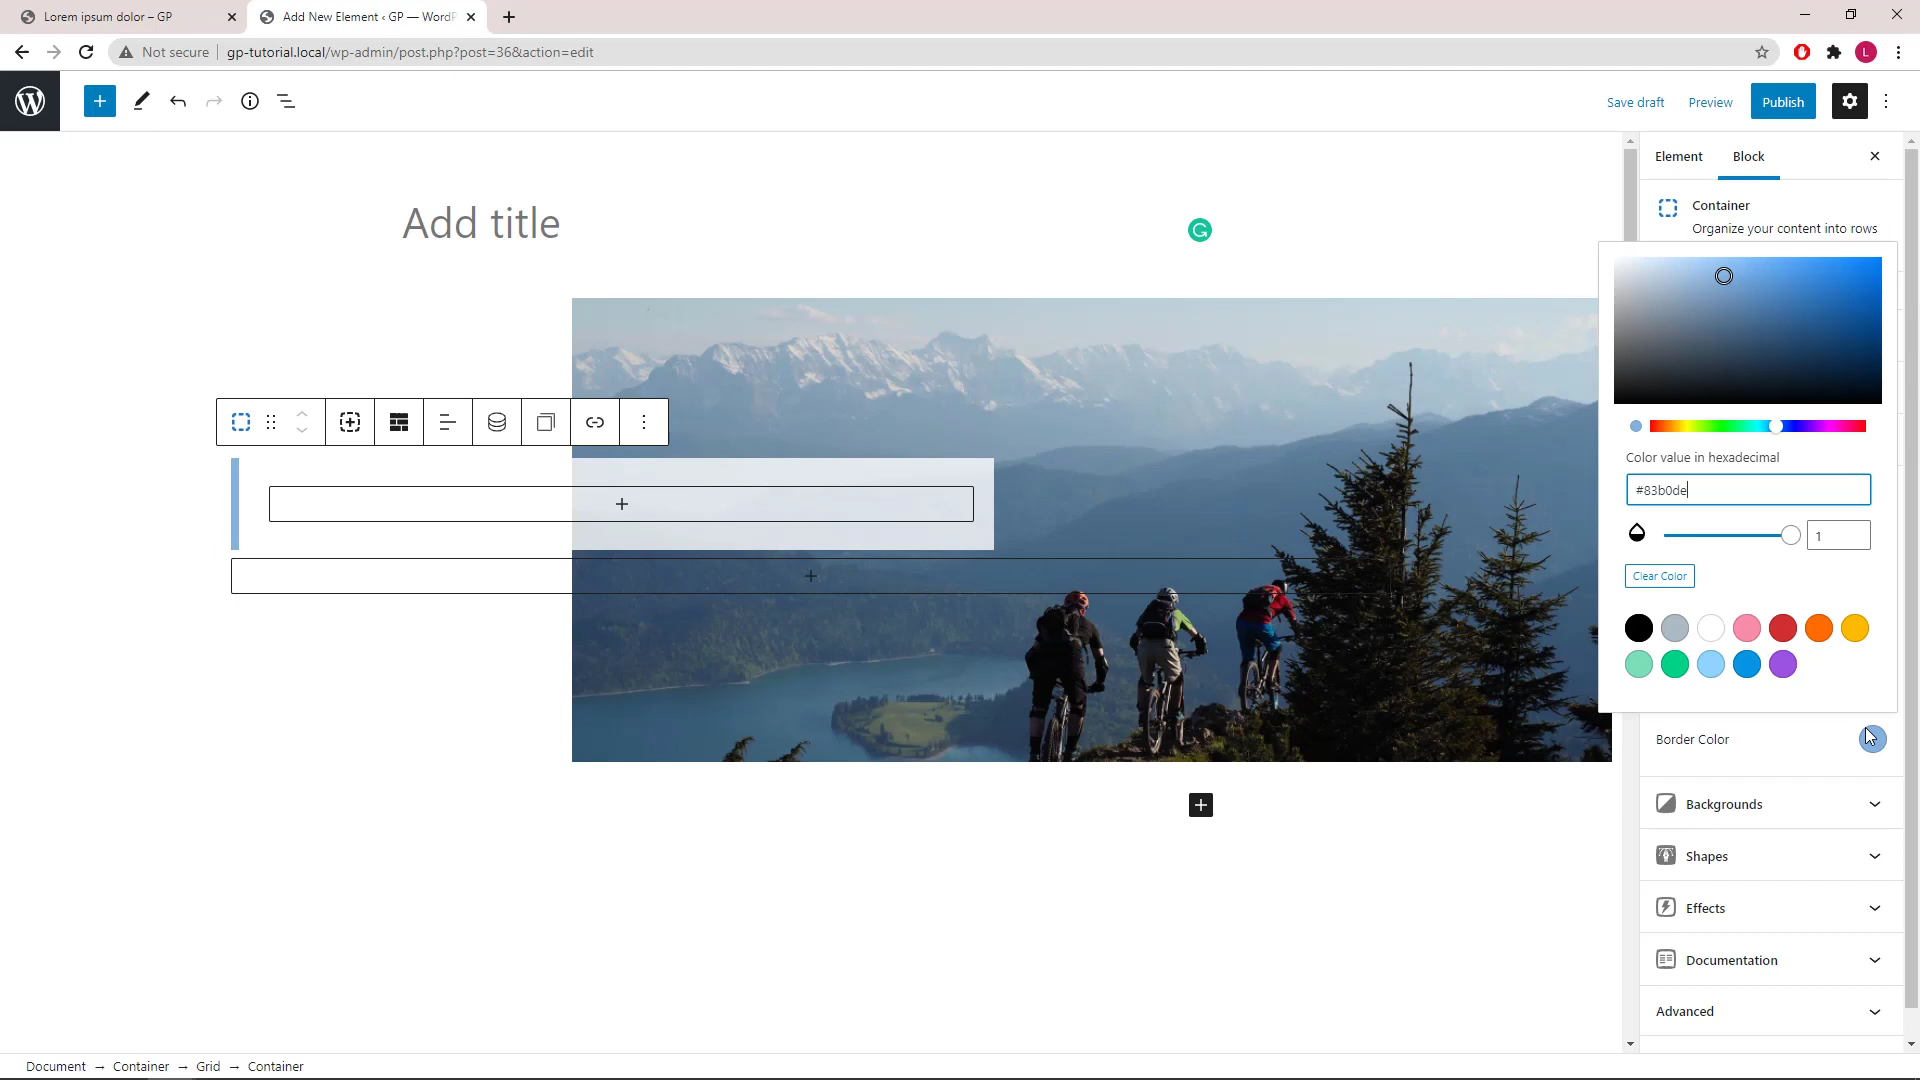 Lorem ipsum dolor – GP
Add New Element ‹ GP — WordP
Not secure
gp-tutorial.local/wp-admin/post.php?post=36&action=edit
L
Save draft
Preview
Publish
Element
Block
Add title
Container
Organize your content into rows
Color value in hexadecimal
#83b0de
1
Clear Color
Border Color
Backgrounds
Shapes
Effects
Documentation
Advanced
Document → Container → Grid → Container